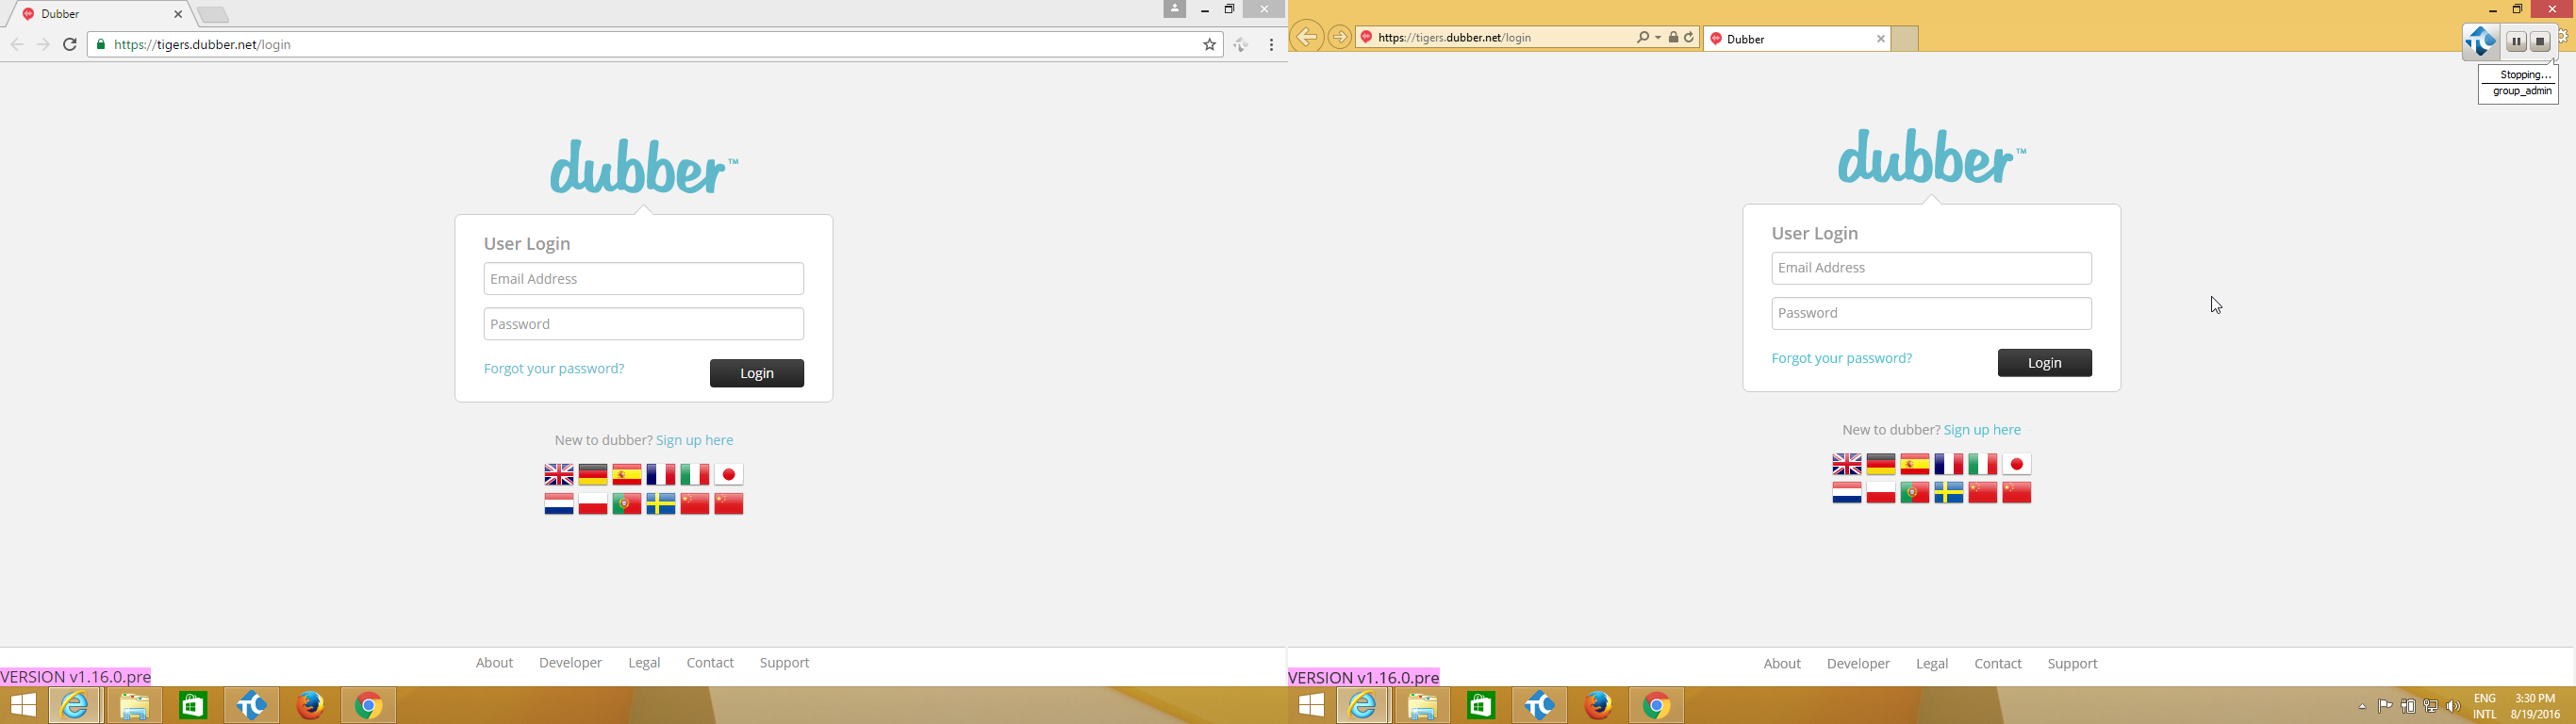 Dubber
https://tigers.dubber.net/login
dubber™
User Login
Email Address
Password
Forgot your password?
Login
New to dubber? Sign up here
About Developer Legal Contact Support
VERSION v1.16.0.pre
https://tigers.dubber.net/login
Dubber
Stopping...
group_admin
dubber™
User Login
Email Address
Password
Forgot your password?
Login
New to dubber? Sign up here
About Developer Legal Contact Support
VERSION v1.16.0.pre
ENG 3:30 PM
INTL 8/19/2016